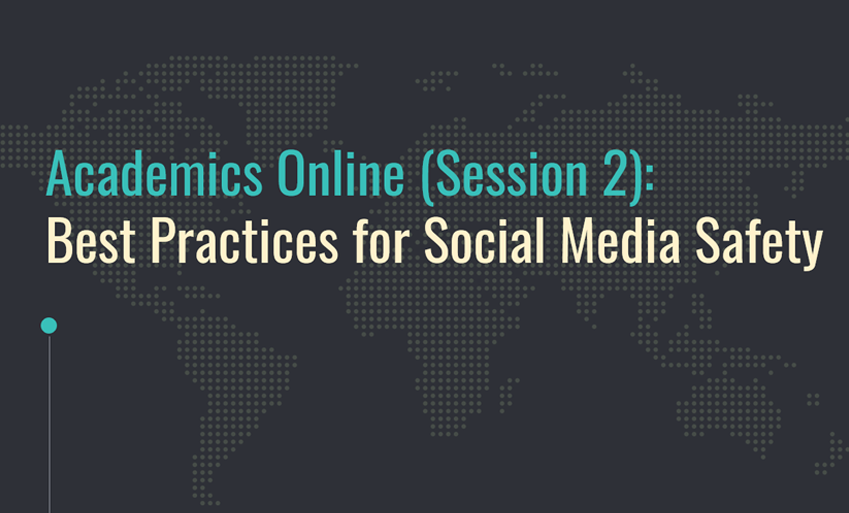 Academics Online (Session 2):
Best Practices for Social Media Safety